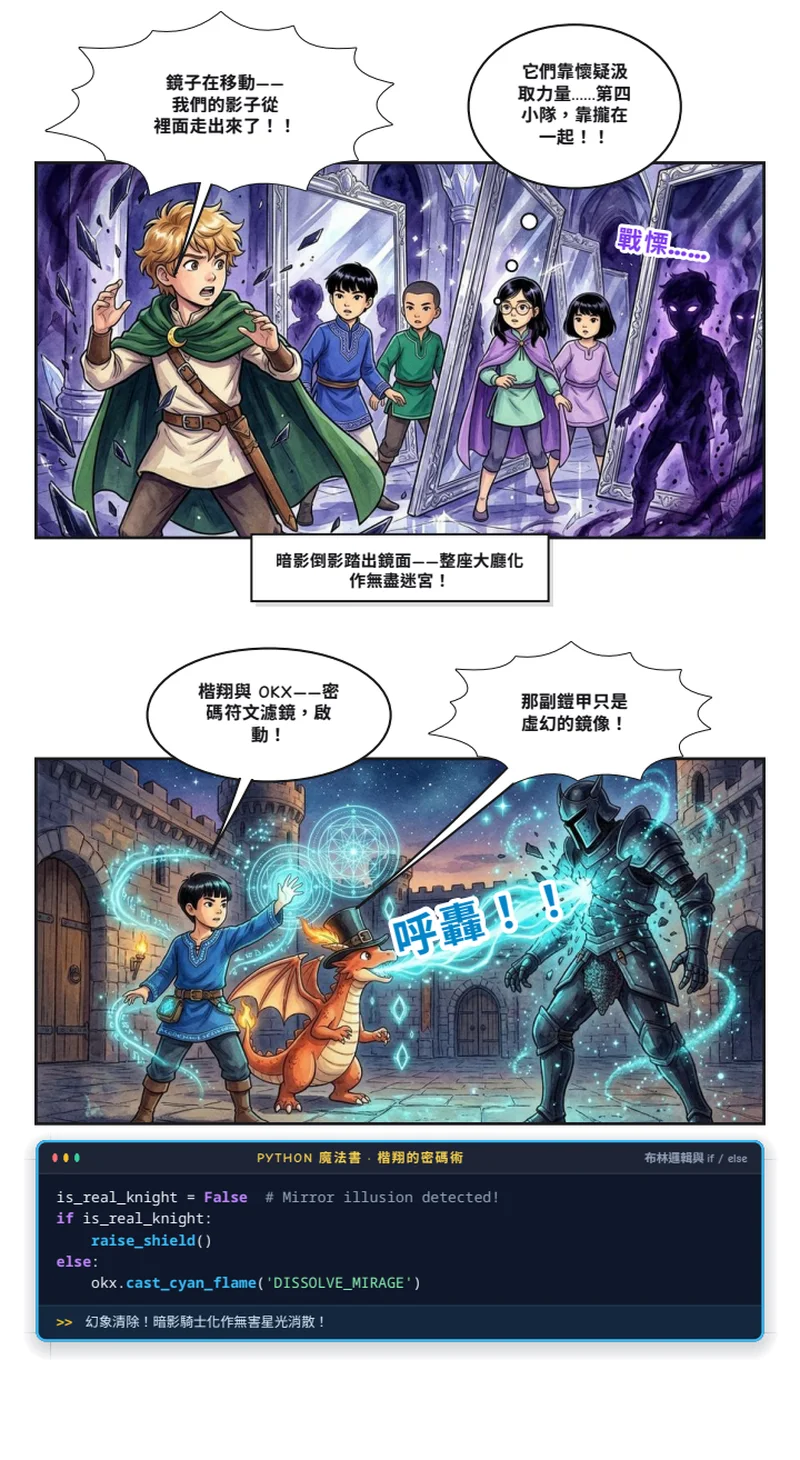 鏡子在移動——
我們的影子從
裡面走出來了！！
它們靠懷疑汲
取力量……第四
小隊，靠攏在
一起！！
戰慄……
暗影倒影踏出鏡面——整座大廳化
作無盡迷宮！
楷翔與 OKX——密
碼符文濾鏡，啟
動！
那副鎧甲只是
虛幻的鏡像！
呼轟！！
PYTHON 魔法書 · 楷翔的密碼術
布林邏輯與 if / else
is_real_knight = False  # Mirror illusion detected!
if is_real_knight:
    raise_shield()
else:
    okx.cast_cyan_flame('DISSOLVE_MIRAGE')
>> 幻象清除！暗影騎士化作無害星光消散！